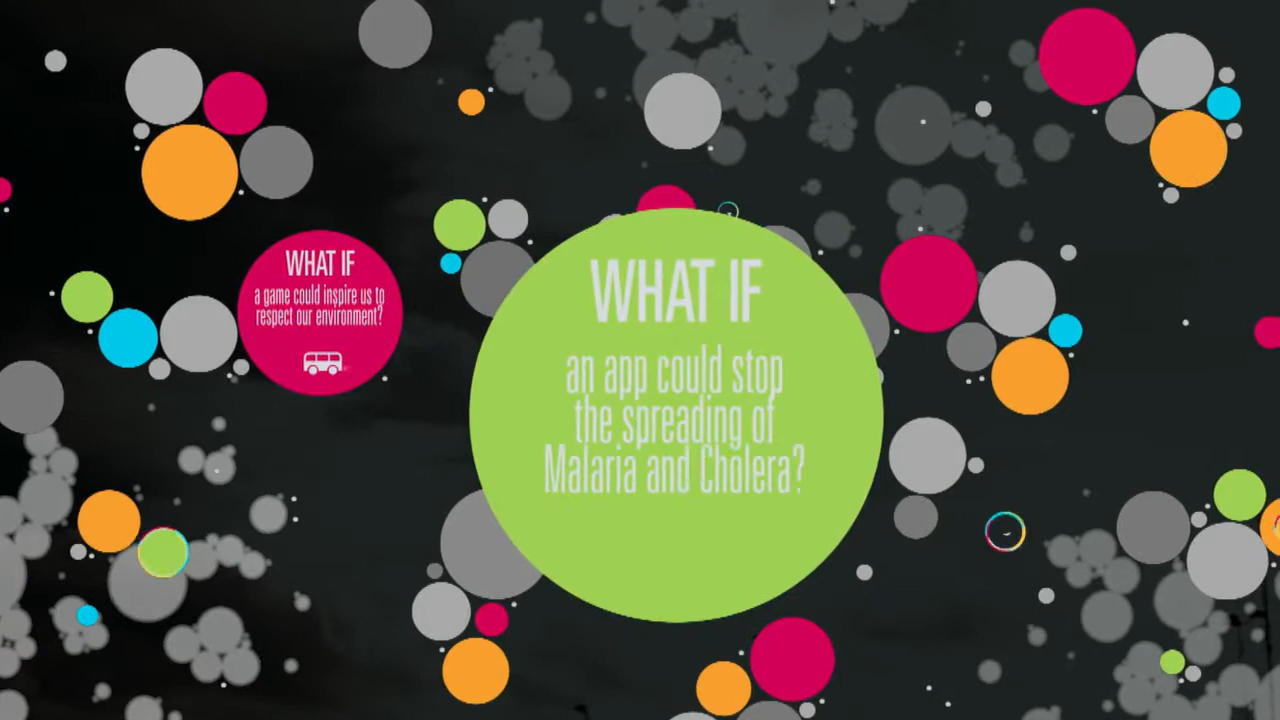 WHAT IF
a game could inspire us to
respect our environment?
WHAT IF
an app could stop
the spreading of
Malaria and Cholera?